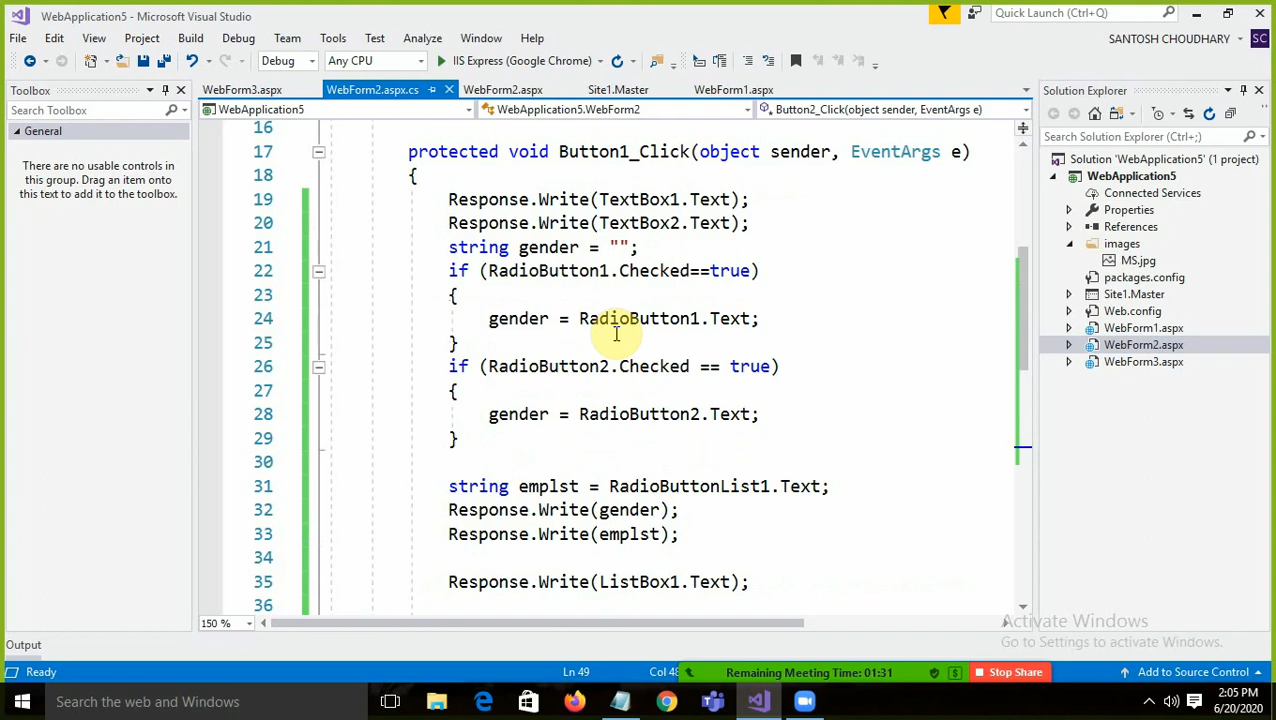 WebApplication5 - Microsoft Visual Studio
Quick Launch (Ctrl+Q)
File Edit View Project Build Debug Team Tools Test Analyze Window Help
SANTOSH CHOUDHARY SC
Debug Any CPU IIS Express (Google Chrome)
Toolbox
Search Toolbox
General
There are no usable controls in
this group. Drag an item onto
this text to add it to the toolbox.
WebForm3.aspx WebForm2.aspx.cs WebForm2.aspx Site1.Master WebForm1.aspx
WebApplication5 WebApplication5.WebForm2 Button2_Click(object sender, EventArgs e)
16
17 protected void Button1_Click(object sender, EventArgs e)
18 {
19 Response.Write(TextBox1.Text);
20 Response.Write(TextBox2.Text);
21 string gender = "";
22 if (RadioButton1.Checked==true)
23 {
24 gender = RadioButton1.Text;
25 }
26 if (RadioButton2.Checked == true)
27 {
28 gender = RadioButton2.Text;
29 }
30
31 string emplst = RadioButtonList1.Text;
32 Response.Write(gender);
33 Response.Write(emplst);
34
35 Response.Write(ListBox1.Text);
36
150 %
Solution Explorer
Search Solution Explorer (Ctrl+;)
Solution 'WebApplication5' (1 project)
WebApplication5
Connected Services
Properties
References
images
MS.jpg
packages.config
Site1.Master
Web.config
WebForm1.aspx
WebForm2.aspx
WebForm3.aspx
Activate Windows
Go to Settings to activate Windows.
Output
Ready Ln 49 Col 48 Remaining Meeting Time: 01:31 $ Stop Share Add to Source Control
Search the web and Windows
2:05 PM
6/20/2020